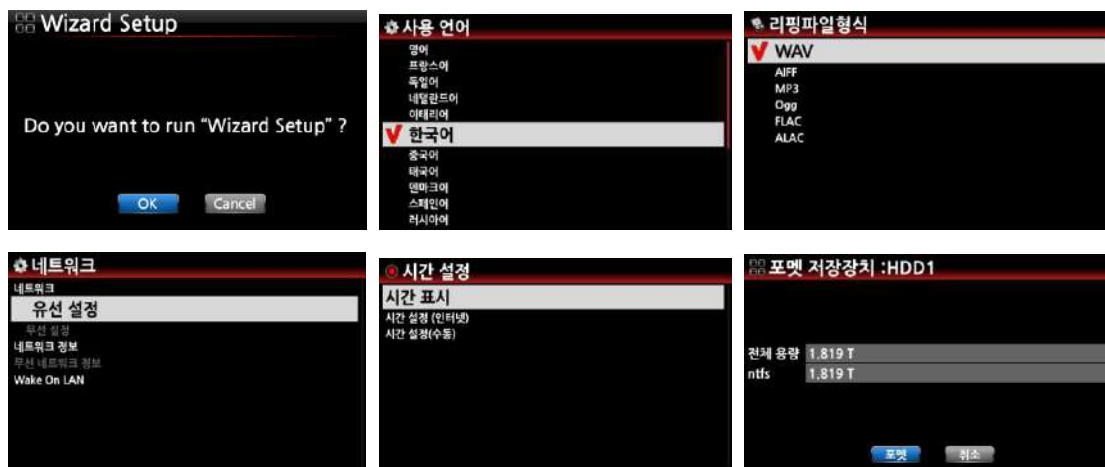 Wizard Setup
Do you want to run "Wizard Setup" ?
OK
Cancel
사용 언어
영어
프랑스어
독일어
네덜란드어
이태리어
한국어
중국어
태국어
덴마크어
스페인어
러시아어
리핑파일형식
WAV
AIFF
MP3
Ogg
FLAC
ALAC
네트워크
네트워크
유선 설정
무선 설정
네트워크 정보
무선 네트워크 정보
Wake On LAN
시간 설정
시간 표시
시간 설정 (인터넷)
시간 설정(수동)
포멧 저장장치 :HDD1
전체 용량 1.819 T
ntfs 1.819 T
포멧
취소